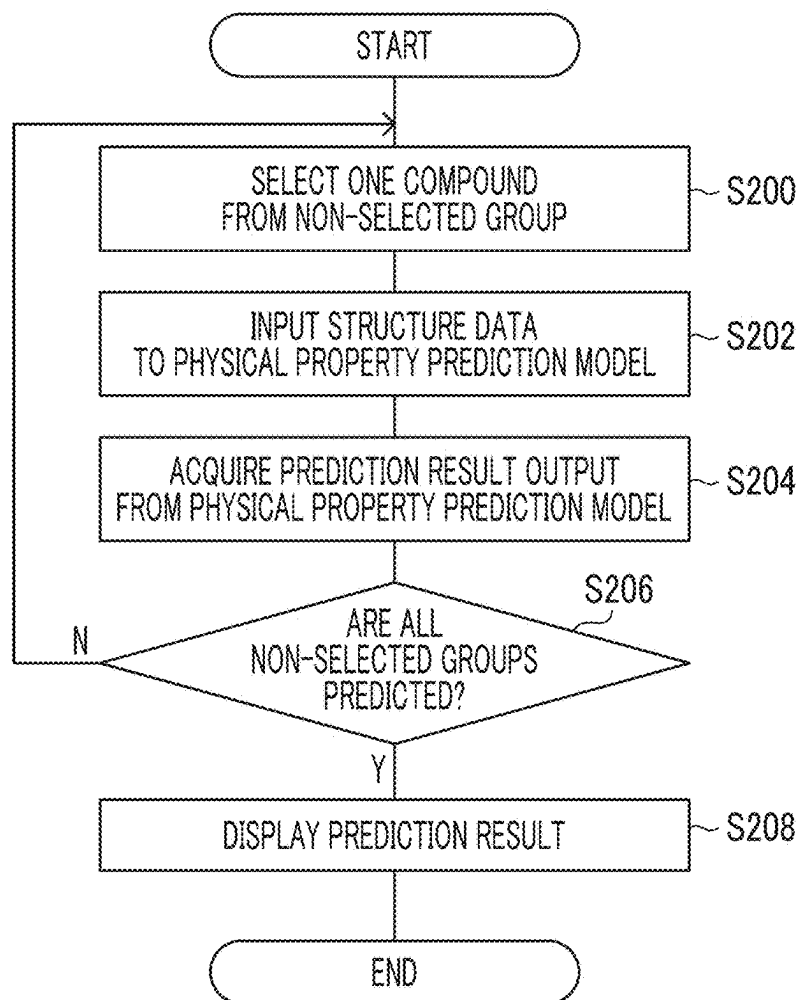 START
SELECT ONE COMPOUND
FROM NON-SELECTED GROUP
S200
INPUT STRUCTURE DATA
TO PHYSICAL PROPERTY PREDICTION MODEL
S202
ACQUIRE PREDICTION RESULT OUTPUT
FROM PHYSICAL PROPERTY PREDICTION MODEL
S204
S206
ARE ALL
NON-SELECTED GROUPS
PREDICTED?
N
Y
DISPLAY PREDICTION RESULT
S208
END